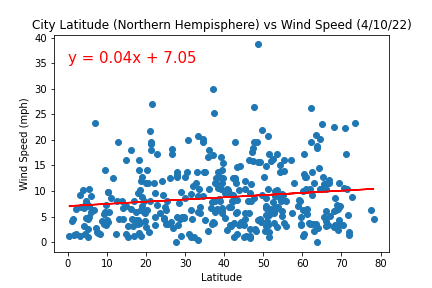 City Latitude (Northern Hempisphere) vs Wind Speed (4/10/22)
40
y = 0.04x + 7.05
35
30
25
20
15
10
5
0
Wind Speed (mph)
0 10 20 30 40 50 60 70 80
Latitude